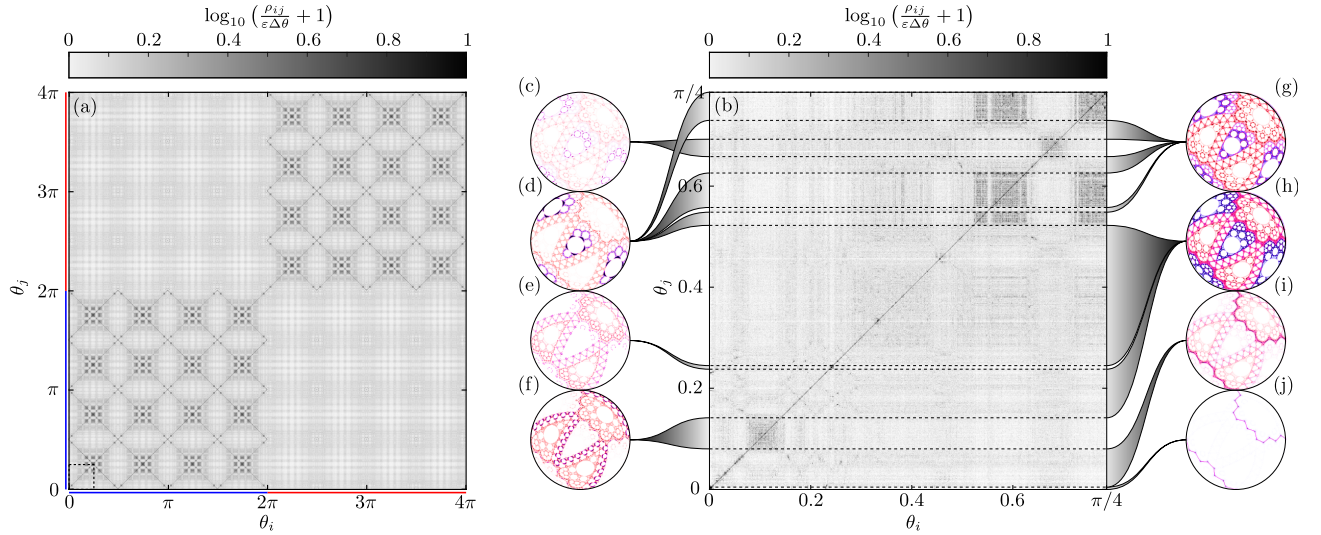 log₁₀ (ρᵢⱼ/εΔθ + 1)
0 0.2 0.4 0.6 0.8 1
(a)
4π
3π
2π
π
0
θⱼ
0 π 2π 3π 4π
θᵢ
(c)
(d)
(e)
(f)
log₁₀ (ρᵢⱼ/εΔθ + 1)
0 0.2 0.4 0.6 0.8 1
(b)
π/4
0.6
0.4
0.2
0
θⱼ
0 0.2 0.4 0.6 π/4
θᵢ
(g)
(h)
(i)
(j)